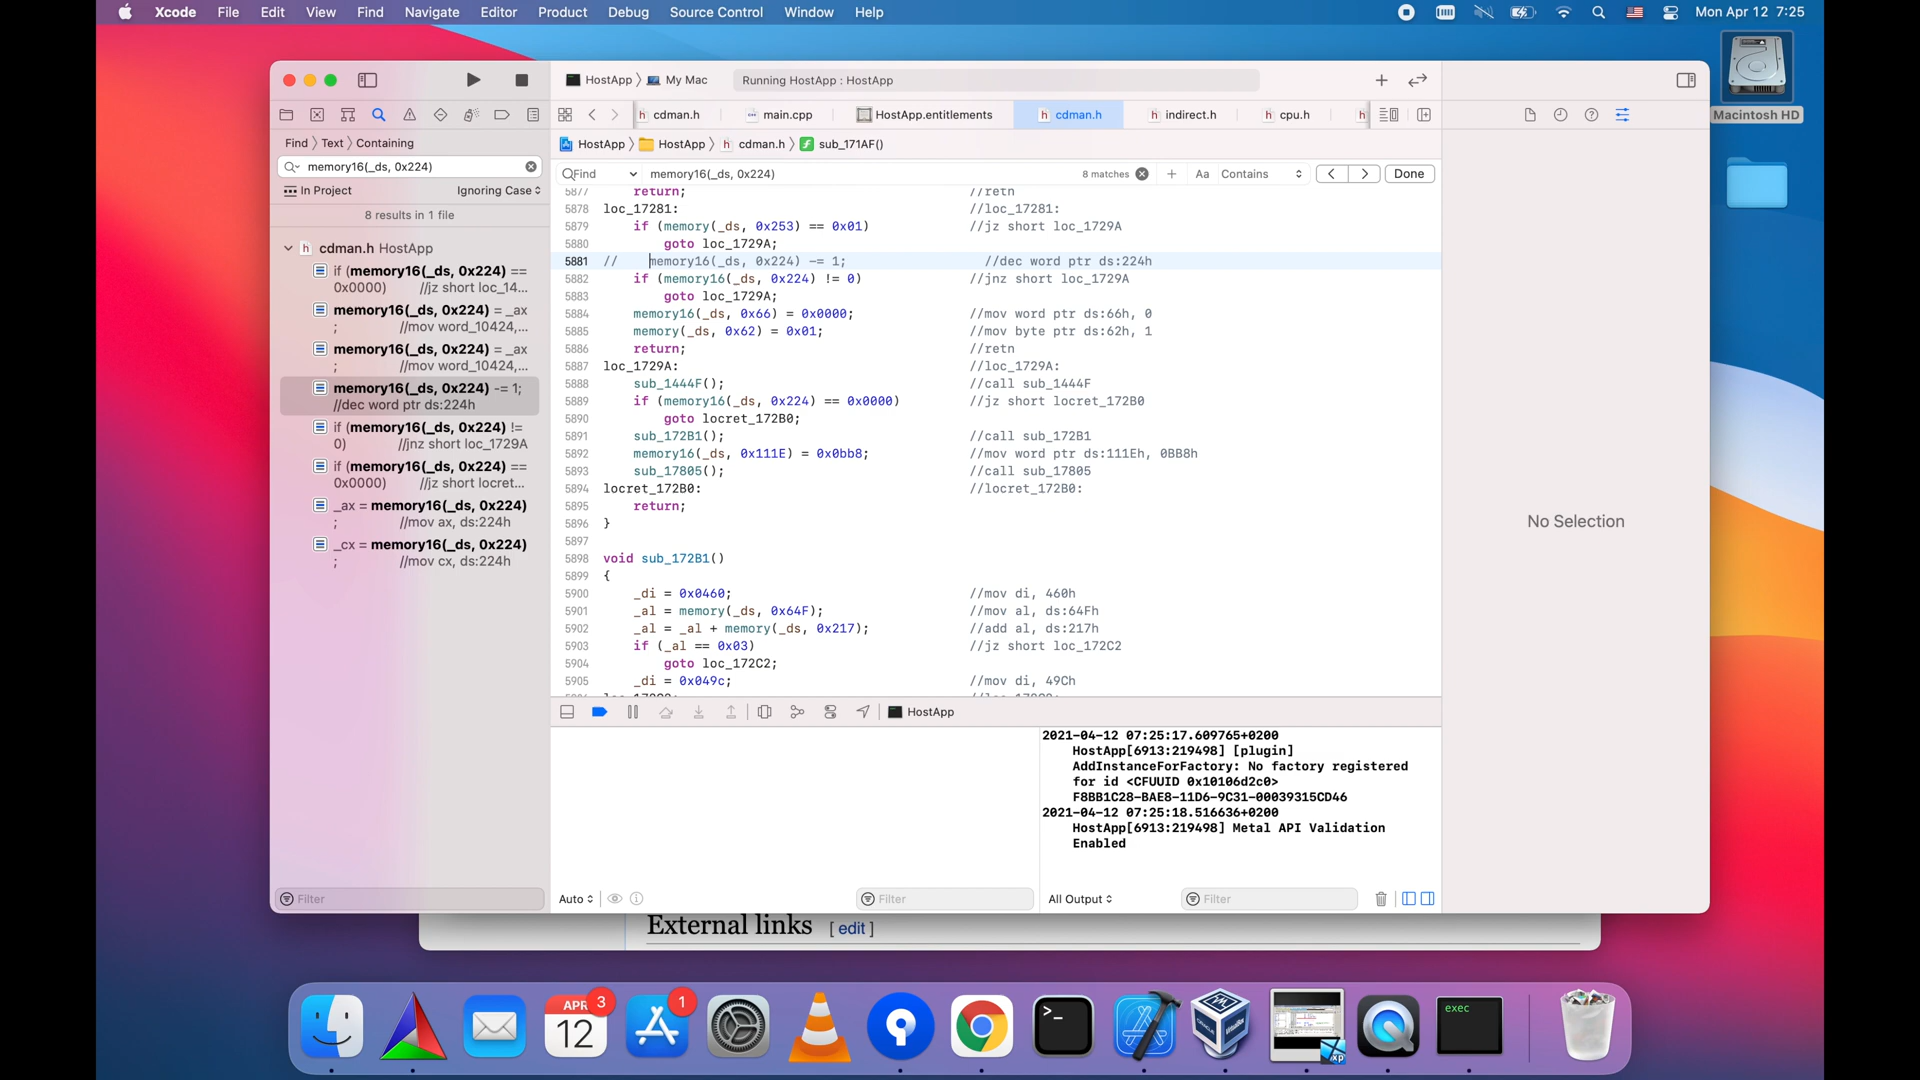 Xcode File Edit View Find Navigate Editor Product Debug Source Control Window Help Mon Apr 12 7:25
Macintosh HD
HostApp My Mac Running HostApp : HostApp
cdman.h main.cpp HostApp.entitlements cdman.h indirect.h cpu.h h
Find Text Containing
memory16(_ds, 0x224)
In Project Ignoring Case
8 results in 1 file
cdman.h HostApp
if (memory16(_ds, 0x224) ==
0x0000) //jz short loc_14...
memory16(_ds, 0x224) = _ax
; //mov word_10424,...
memory16(_ds, 0x224) = _ax
; //mov word_10424,...
memory16(_ds, 0x224) -= 1;
//dec word ptr ds:224h
if (memory16(_ds, 0x224) !=
0) //jnz short loc_1729A
if (memory16(_ds, 0x224) ==
0x0000) //jz short locret...
_ax = memory16(_ds, 0x224)
; //mov ax, ds:224h
_cx = memory16(_ds, 0x224)
; //mov cx, ds:224h
Filter
HostApp HostApp cdman.h sub_171AF()
Find memory16(_ds, 0x224) 8 matches Aa Contains Done
5877 return; //retn
5878 loc_17281: //loc_17281:
5879 if (memory(_ds, 0x253) == 0x01) //jz short loc_1729A
5880 goto loc_1729A;
5881 // memory16(_ds, 0x224) -= 1; //dec word ptr ds:224h
5882 if (memory16(_ds, 0x224) != 0) //jnz short loc_1729A
5883 goto loc_1729A;
5884 memory16(_ds, 0x66) = 0x0000; //mov word ptr ds:66h, 0
5885 memory(_ds, 0x62) = 0x01; //mov byte ptr ds:62h, 1
5886 return; //retn
5887 loc_1729A: //loc_1729A:
5888 sub_1444F(); //call sub_1444F
5889 if (memory16(_ds, 0x224) == 0x0000) //jz short locret_172B0
5890 goto locret_172B0;
5891 sub_172B1(); //call sub_172B1
5892 memory16(_ds, 0x111E) = 0x0bb8; //mov word ptr ds:111Eh, 0BB8h
5893 sub_17805(); //call sub_17805
5894 locret_172B0: //locret_172B0:
5895 return;
5896 }
5897
5898 void sub_172B1()
5899 {
5900 _di = 0x0460; //mov di, 460h
5901 _al = memory(_ds, 0x64F); //mov al, ds:64Fh
5902 _al = _al + memory(_ds, 0x217); //add al, ds:217h
5903 if (_al == 0x03) //jz short loc_172C2
5904 goto loc_172C2;
5905 _di = 0x049c; //mov di, 49Ch
No Selection
HostApp
2021-04-12 07:25:17.609765+0200
HostApp[6913:219498] [plugin]
AddInstanceForFactory: No factory registered
for id <CFUUID 0x10106d2c0>
F8BB1C28-BAE8-11D6-9C31-00039315CD46
2021-04-12 07:25:18.516636+0200
HostApp[6913:219498] Metal API Validation
Enabled
Auto Filter All Output Filter
External links [ edit ]
APR 3
12
1
>_
exec
xp